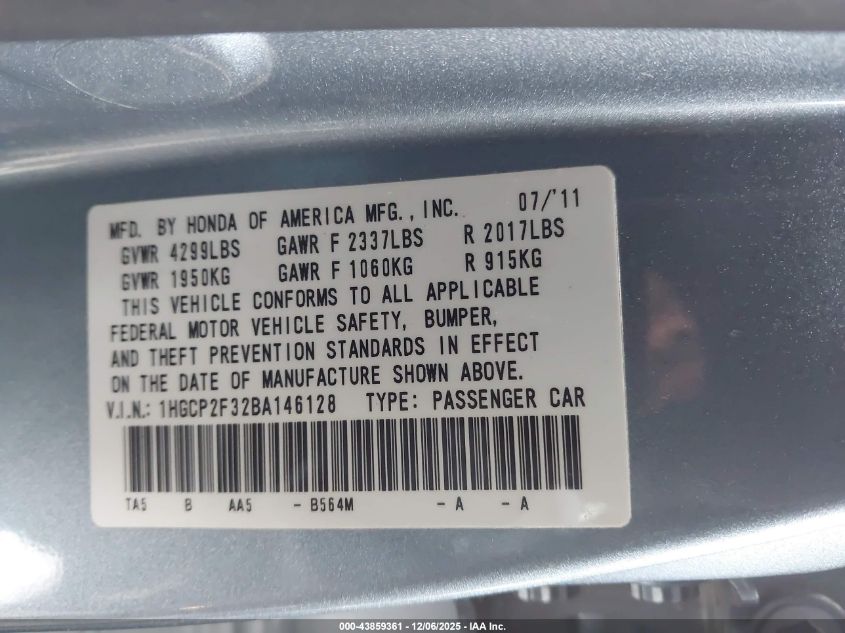 MFD. BY HONDA OF AMERICA MFG., INC. 07/'11
GVWR 4299LBS GAWR F 2337LBS R 2017LBS
GVWR 1950KG GAWR F 1060KG R 915KG
THIS VEHICLE CONFORMS TO ALL APPLICABLE
FEDERAL MOTOR VEHICLE SAFETY, BUMPER,
AND THEFT PREVENTION STANDARDS IN EFFECT
ON THE DATE OF MANUFACTURE SHOWN ABOVE.
V.I.N.: 1HGCP2F32BA146128 TYPE: PASSENGER CAR
TA5 B AA5 - B564M - A - A
000-43859361 - 12/06/2025 - IAA Inc.